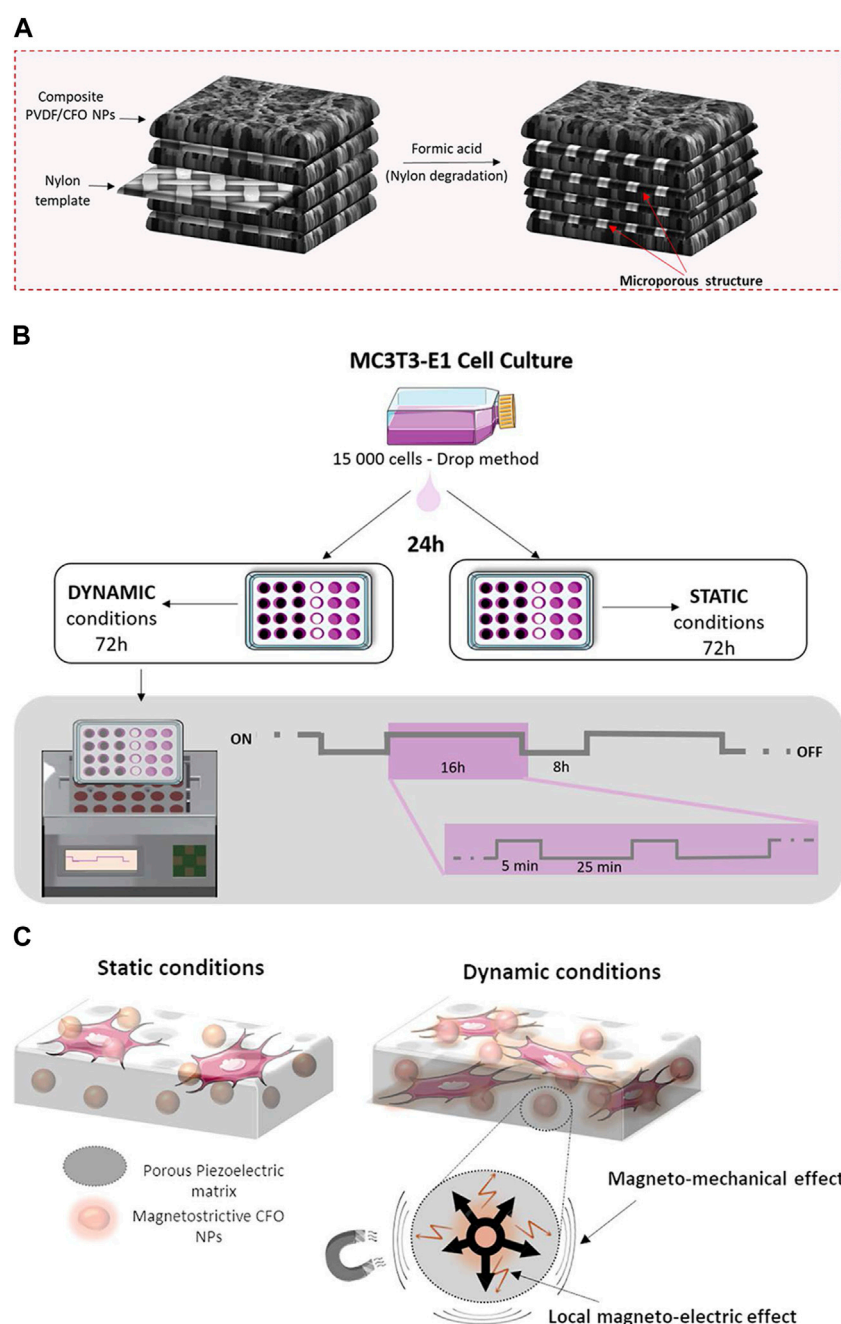 A
Composite
PVDF/CFO NPs
Nylon
template
Formic acid
(Nylon degradation)
Microporous structure
B
MC3T3-E1 Cell Culture
15 000 cells - Drop method
24h
DYNAMIC
conditions
72h
STATIC
conditions
72h
ON
OFF
16h
8h
5 min
25 min
C
Static conditions
Dynamic conditions
Porous Piezoelectric
matrix
Magnetostrictive CFO
NPs
Magneto-mechanical effect
Local magneto-electric effect